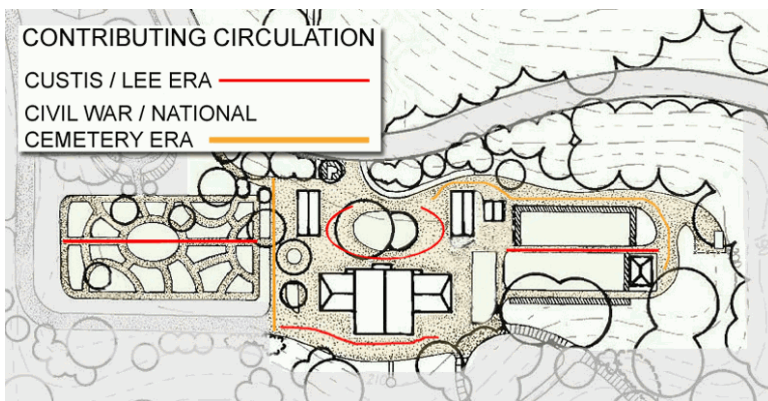 CONTRIBUTING CIRCULATION
CUSTIS / LEE ERA
CIVIL WAR / NATIONAL
CEMETERY ERA